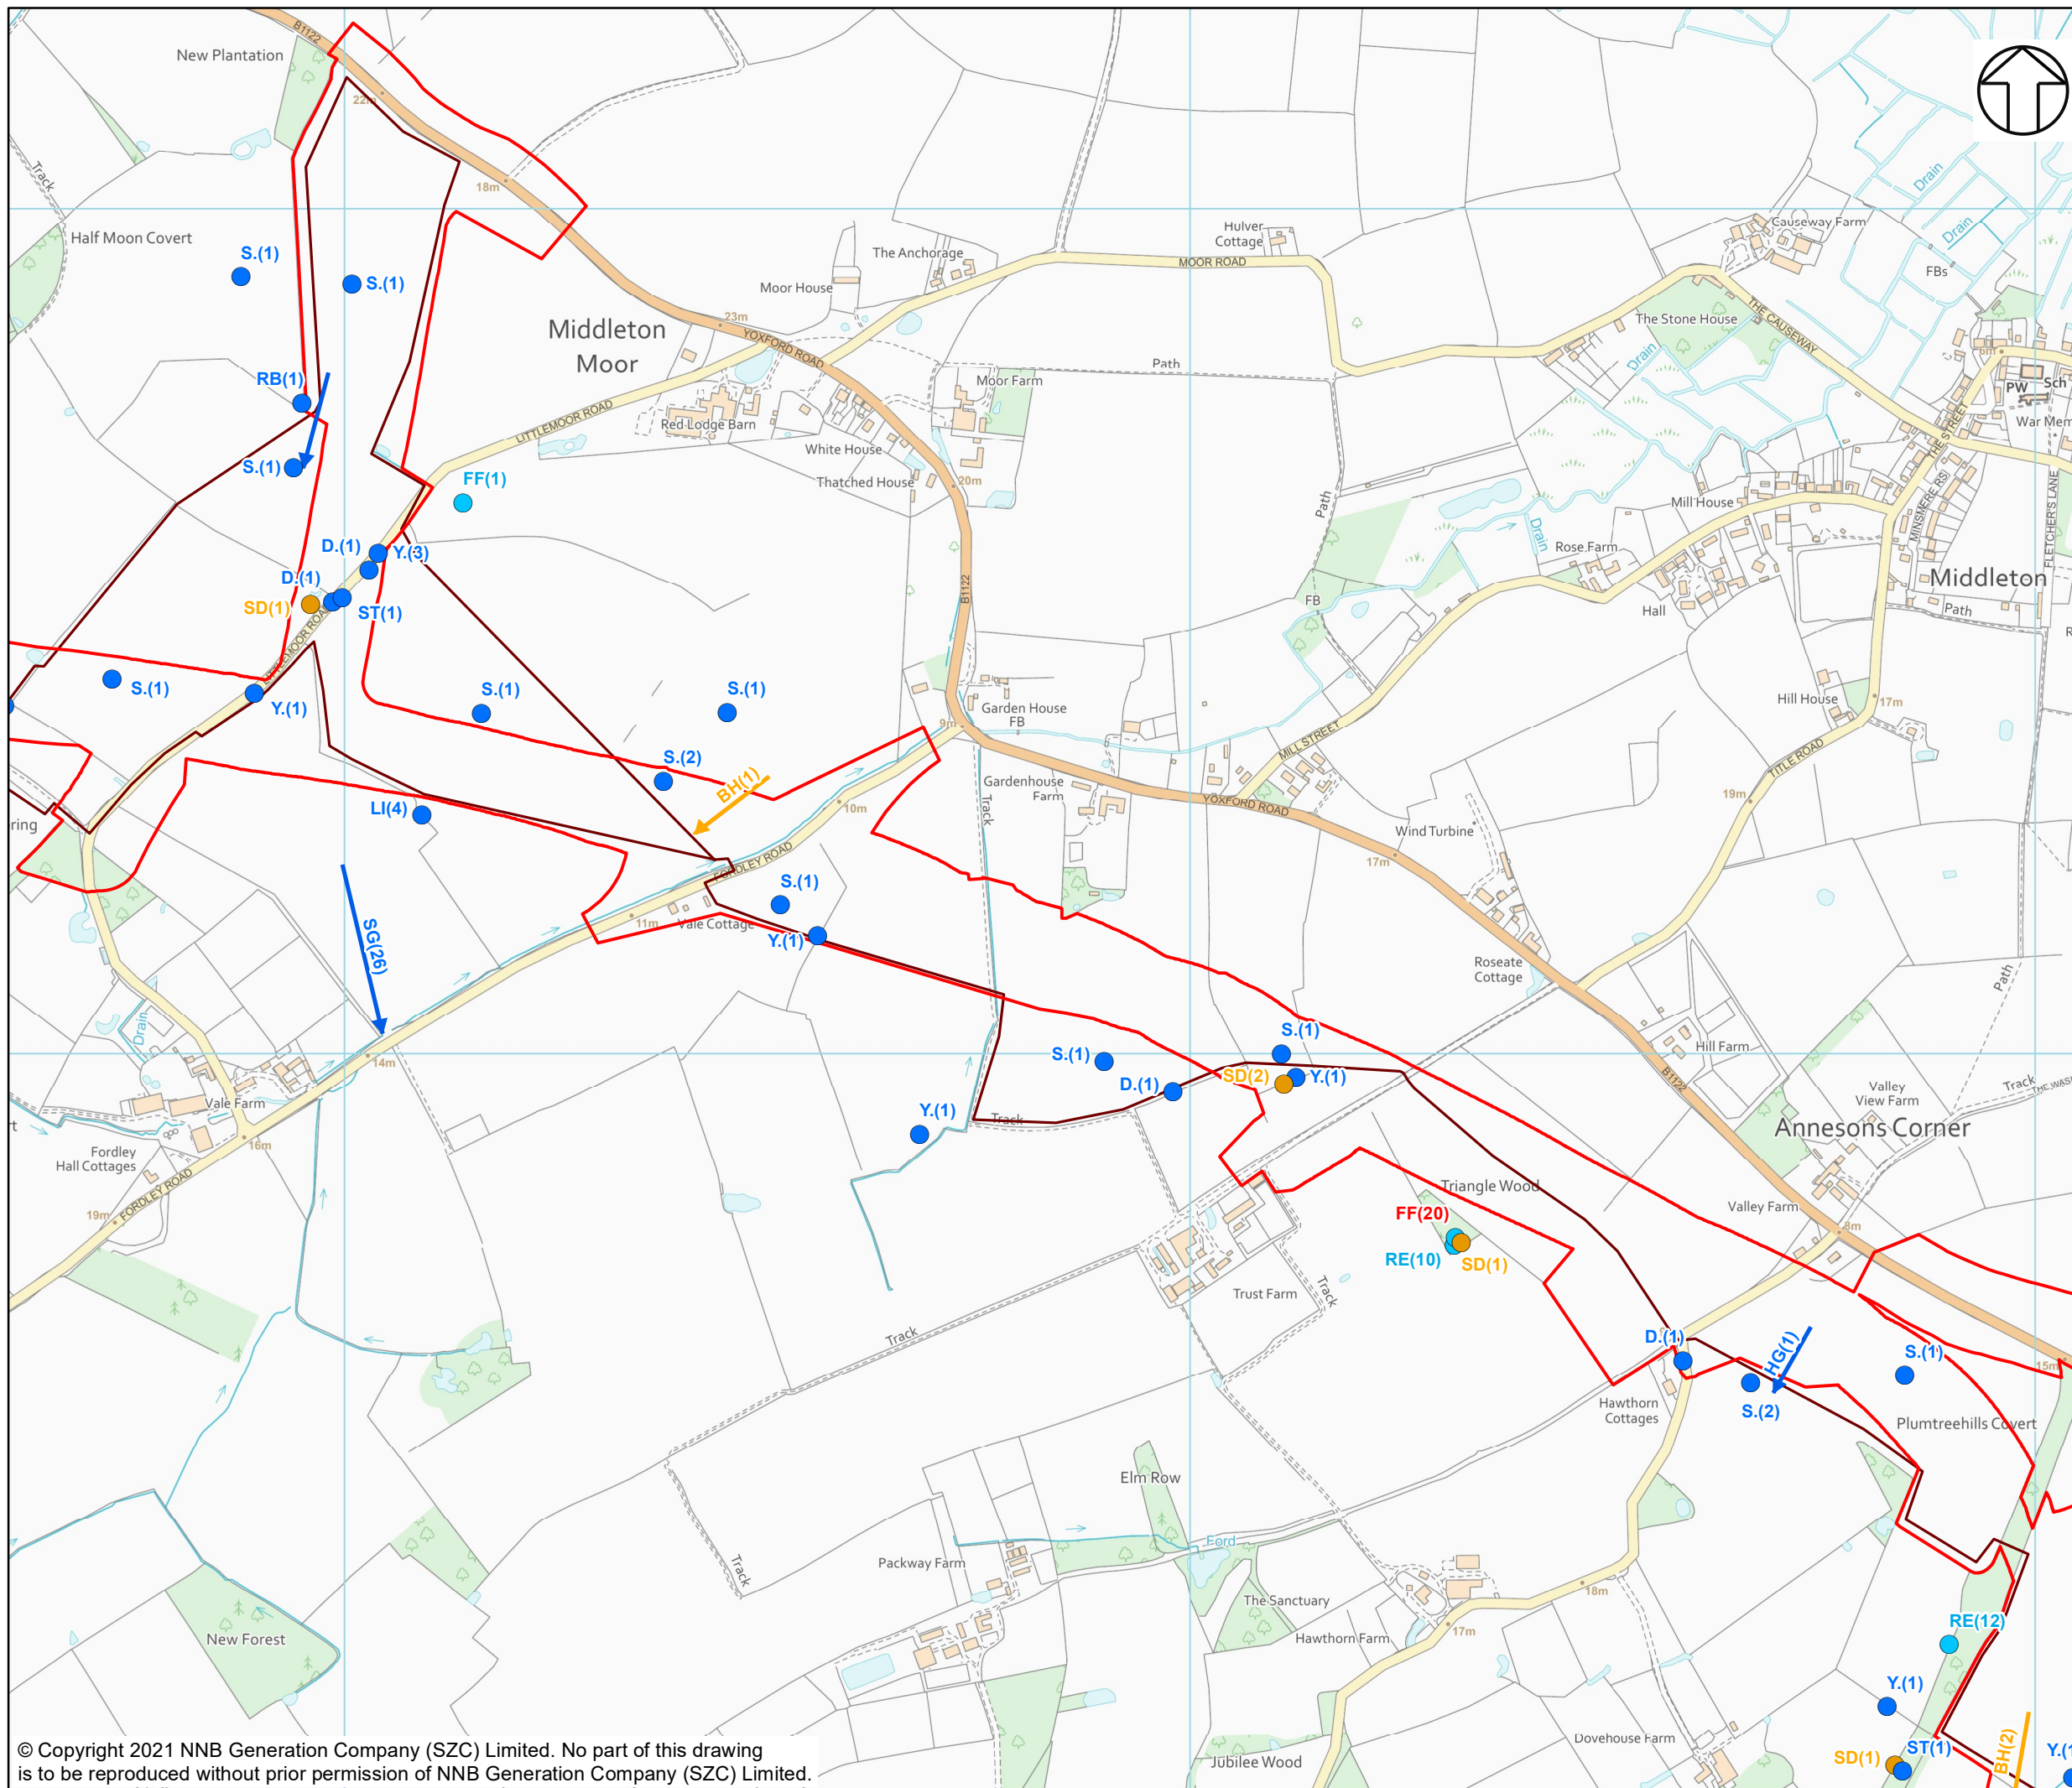 B1122
New Plantation
22m
18m
Track
Half Moon Covert
S.(1)
S.(1)
RB(1)
S.(1)
Hulver
Cottage
The Anchorage
MOOR ROAD
Moor House
Causeway Farm
Drain
Drain
FBs
The Stone House
THE CAUSEWAY
Drain
6m
PW
Sch
THE STREET
Middleton
Moor
23m
YOXFORD ROAD
Path
Moor Farm
LITTLEMOOR ROAD
Red Lodge Barn
White House
Thatched House
20m
FF(1)
Path
Mill House
MINSMERE RS
FLETCHER'S LANE
Drain
Rose Farm
D.(1)
Y.(3)
D.(1)
SD(1)
ST(1)
B1122
FB
Hall
Middleton
Path
S.(1)
Y.(1)
S.(1)
S.(1)
Garden House
FB
9m
Hill House
17m
MILL STREET
TITLE ROAD
S.(2)
BH(1)
LI(4)
10m
Gardenhouse
Farm
Track
YOXFORD ROAD
19m
Wind Turbine
17m
ring
FORDLEY ROAD
S.(1)
11m
Vale Cottage
Y.(1)
SG(26)
Roseate
Cottage
Path
Drain
14m
S.(1)
S.(1)
D.(1)
SD(2)
Y.(1)
Hill Farm
B1122
Valley
View Farm
Track
Vale Farm
Y.(1)
Track
Annesons Corner
Fordley
Hall Cottages
16m
FORDLEY ROAD
19m
Triangle Wood
FF(20)
RE(10)
SD(1)
Valley Farm
8m
Trust Farm
Track
Track
D.(1)
HG(1)
S.(1)
15m
S.(2)
Hawthorn
Cottages
Plumtreehills Covert
Elm Row
Ford
Packway Farm
Track
The Sanctuary
18m
Hawthorn Farm
17m
New Forest
RE(12)
Y.(1)
Dovehouse Farm
Jubilee Wood
SD(1)
ST(1)
BH(2)
© Copyright 2021 NNB Generation Company (SZC) Limited. No part of this drawing
is to be reproduced without prior permission of NNB Generation Company (SZC) Limited.